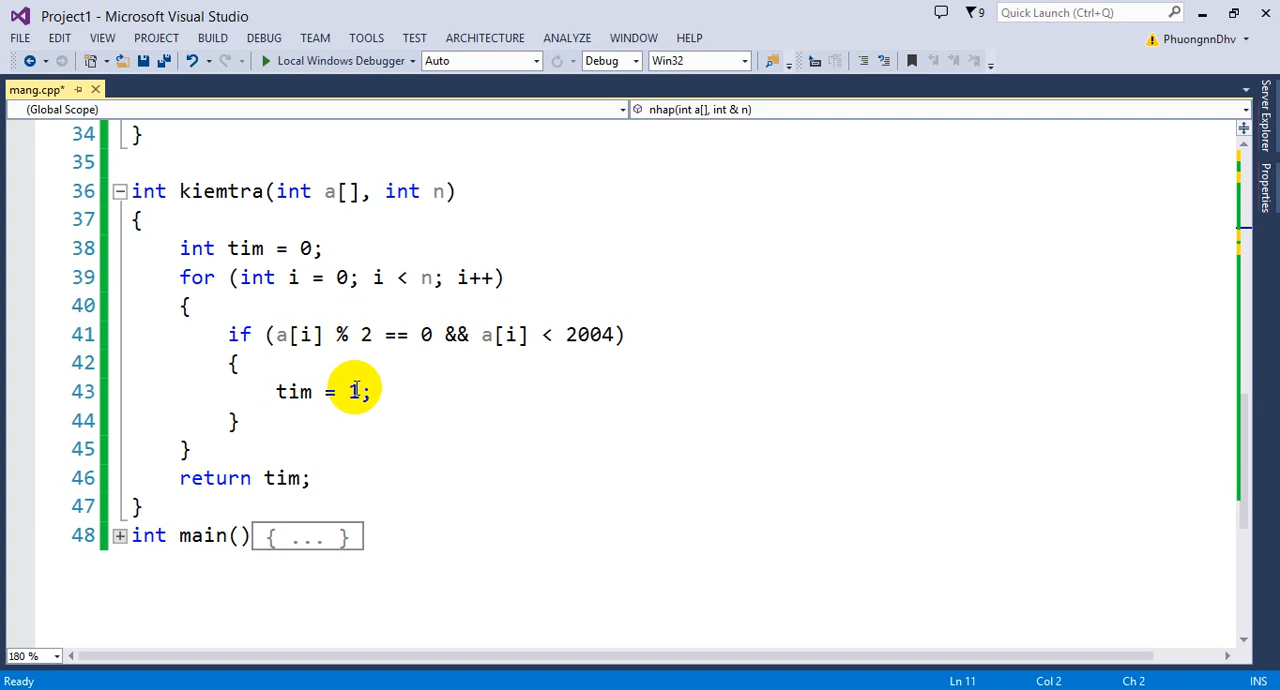 Project1 - Microsoft Visual Studio
9
Quick Launch (Ctrl+Q)
FILE EDIT VIEW PROJECT BUILD DEBUG TEAM TOOLS TEST ARCHITECTURE ANALYZE WINDOW HELP
PhuongnnDhv
Local Windows Debugger Auto Debug Win32
mang.cpp*
(Global Scope) nhap(int a[], int & n)
34 }
35
36 int kiemtra(int a[], int n)
37 {
38 int tim = 0;
39 for (int i = 0; i < n; i++)
40 {
41 if (a[i] % 2 == 0 && a[i] < 2004)
42 {
43 tim = 1;
44 }
45 }
46 return tim;
47 }
48 int main(){ ... }
Server Explorer
Properties
180 %
Ready Ln 11 Col 2 Ch 2 INS